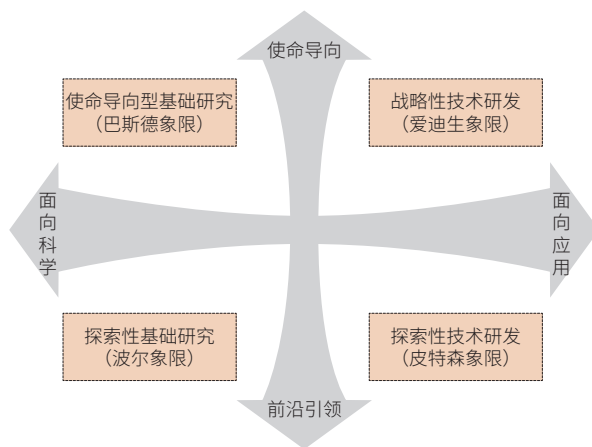 使命导向
使命导向型基础研究
（巴斯德象限）
战略性技术研发
（爱迪生象限）
面向科学
面向应用
探索性基础研究
（波尔象限）
探索性技术研发
（皮特森象限）
前沿引领